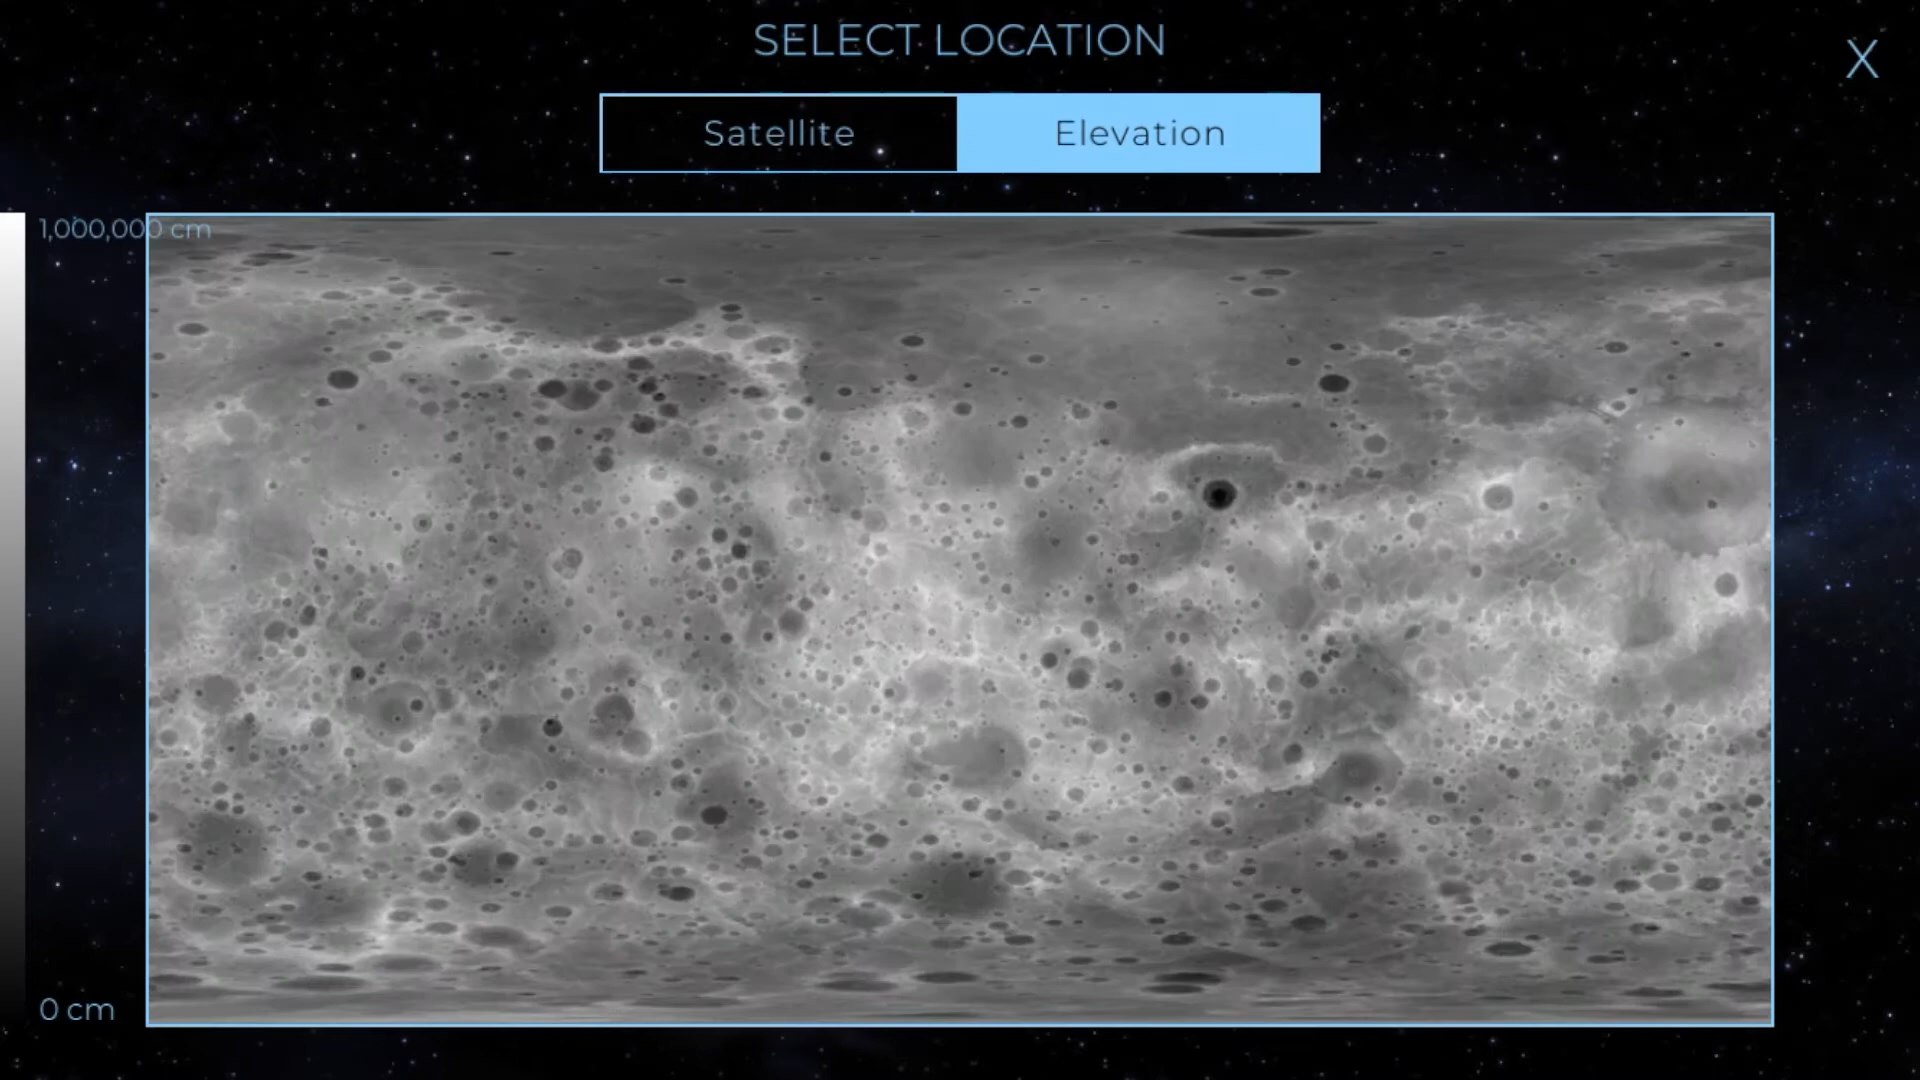 SELECT LOCATION
X
Satellite
Elevation
1,000,000 cm
0 cm